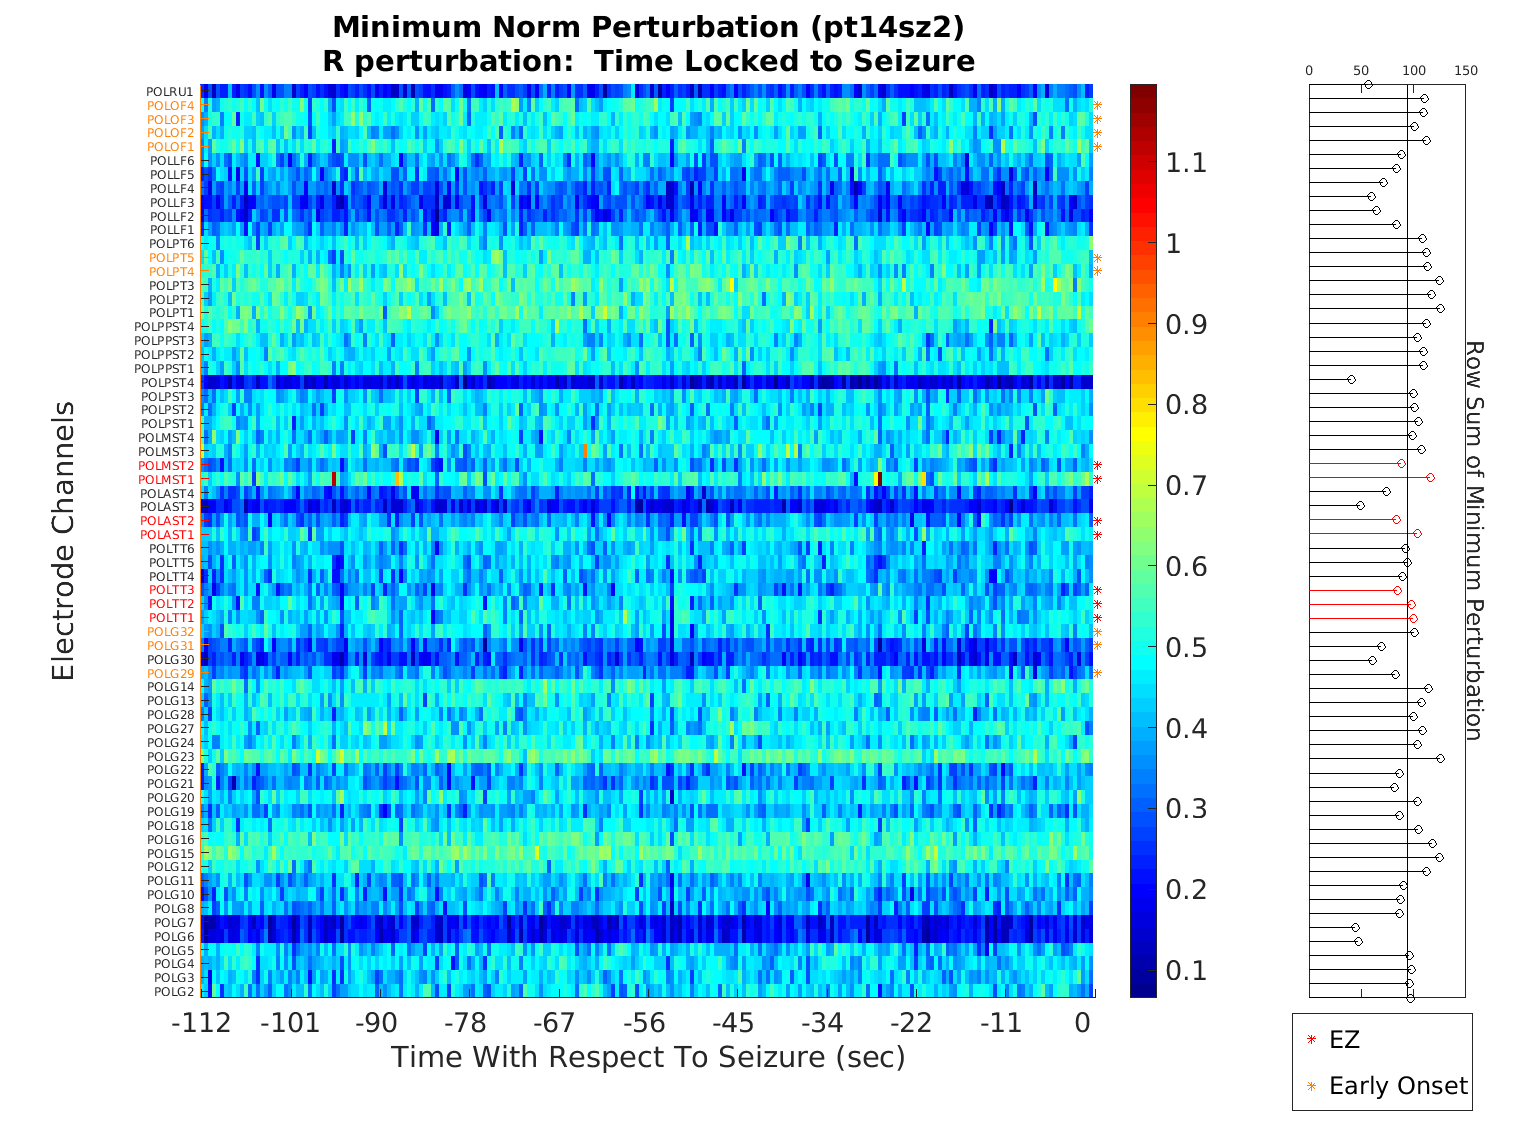 Minimum Norm Perturbation (pt14sz2)
R perturbation:  Time Locked to Seizure
0 50 100 150
POLRU1
POLOF4
POLOF3
POLOF2
POLOF1
POLLF6
POLLF5
POLLF4
POLLF3
POLLF2
POLLF1
POLPT6
POLPT5
POLPT4
POLPT3
POLPT2
POLPT1
POLPPST4
POLPPST3
POLPPST2
POLPPST1
POLPST4
POLPST3
POLPST2
POLPST1
POLMST4
POLMST3
POLMST2
POLMST1
POLAST4
POLAST3
POLAST2
POLAST1
POLTT6
POLTT5
POLTT4
POLTT3
POLTT2
POLTT1
POLG32
POLG31
POLG30
POLG29
POLG14
POLG13
POLG28
POLG27
POLG24
POLG23
POLG22
POLG21
POLG20
POLG19
POLG18
POLG16
POLG15
POLG12
POLG11
POLG10
POLG8
POLG7
POLG6
POLG5
POLG4
POLG3
POLG2
Electrode Channels
-112 -101 -90 -78 -67 -56 -45 -34 -22 -11 0
Time With Respect To Seizure (sec)
1.1
1
0.9
0.8
0.7
0.6
0.5
0.4
0.3
0.2
0.1
Row Sum of Minimum Perturbation
EZ
Early Onset